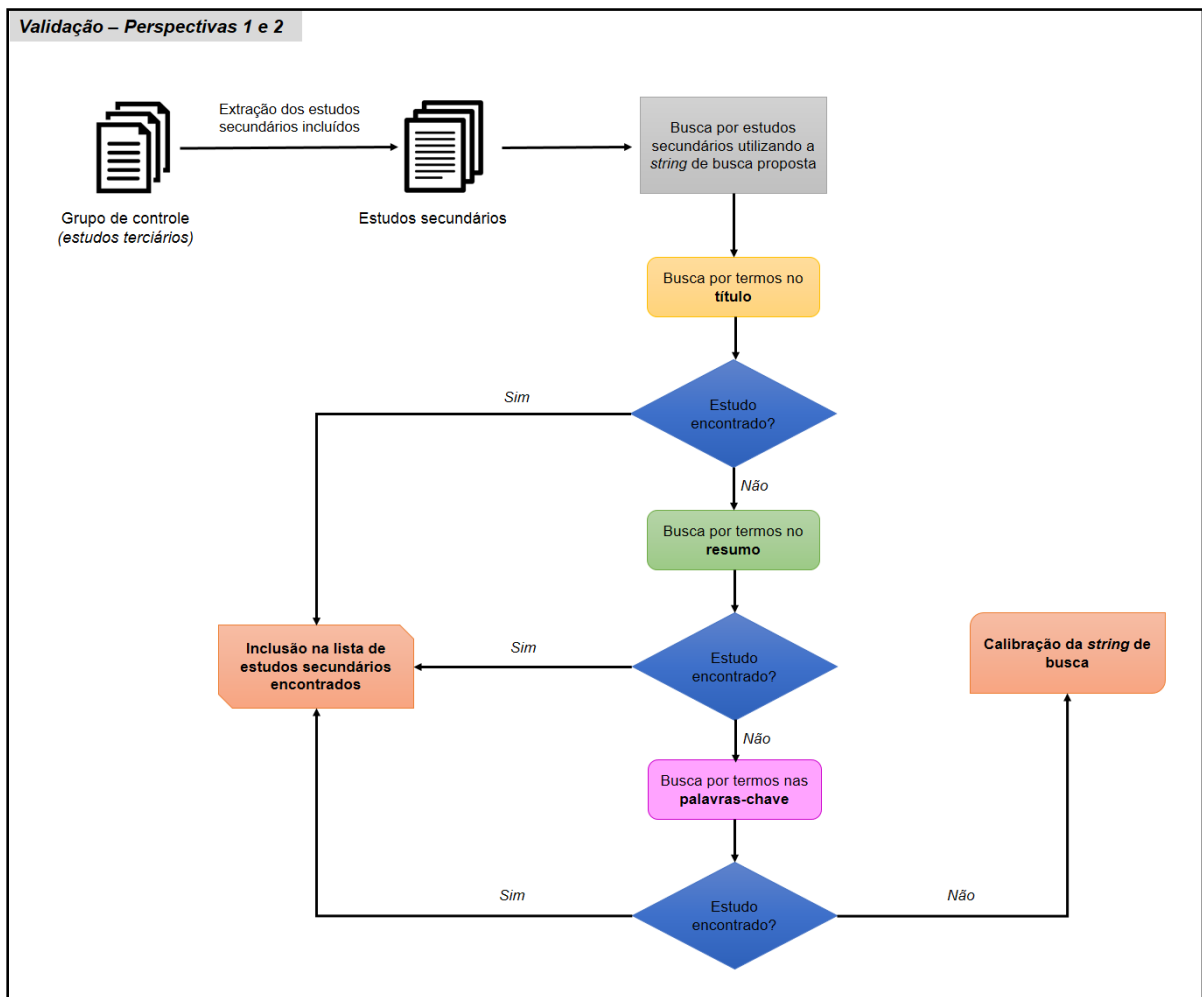 Validação – Perspectivas 1 e 2
Extração dos estudos
secundários incluídos
Grupo de controle
(estudos terciários)
Estudos secundários
Busca por estudos
secundários utilizando a
string de busca proposta
Busca por termos no
título
Estudo
encontrado?
Sim
Não
Busca por termos no
resumo
Estudo
encontrado?
Sim
Inclusão na lista de
estudos secundários
encontrados
Calibração da string de
busca
Não
Busca por termos nas
palavras-chave
Estudo
encontrado?
Sim
Não